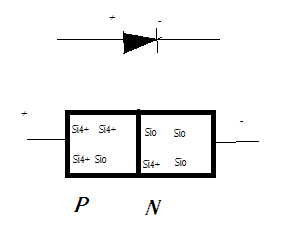 + -
+ -
Si4+ Si4+ Sio Sio
Si4+ Sio Si4+ Sio
P N